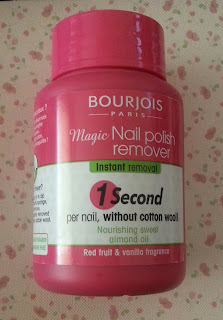 BOURJOIS
PARIS
Magic Nail polish
remover
Instant removal
1 Second
per nail, without cotton wool!
Nourishing sweet
almond oil
Red fruit & vanilla fragrance